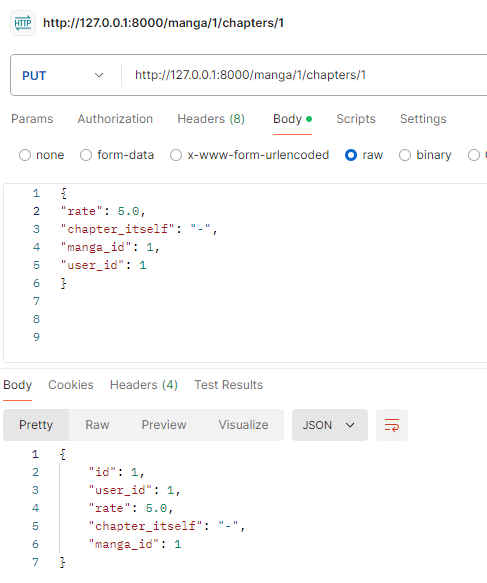 HTTP http://127.0.0.1:8000/manga/1/chapters/1
PUT http://127.0.0.1:8000/manga/1/chapters/1
Params Authorization Headers (8) Body Scripts Settings
none form-data x-www-form-urlencoded raw binary
1 {
2 "rate": 5.0,
3 "chapter_itself": "-",
4 "manga_id": 1,
5 "user_id": 1
6 }
7
8
9
Body Cookies Headers (4) Test Results
Pretty Raw Preview Visualize JSON
1 {
2 "id": 1,
3 "user_id": 1,
4 "rate": 5.0,
5 "chapter_itself": "-",
6 "manga_id": 1
7 }